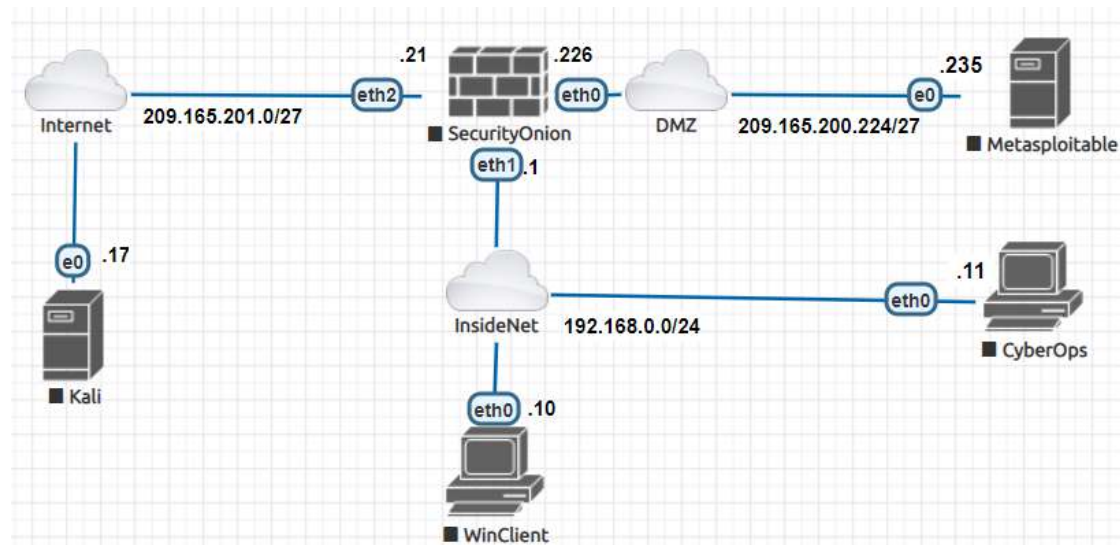 .21
.226
.235
eth2
eth0
e0
Internet
209.165.201.0/27
■ SecurityOnion
DMZ
209.165.200.224/27
■ Metasploitable
eth1
.1
e0
.17
.11
eth0
InsideNet
192.168.0.0/24
■ CyberOps
■ Kali
eth0
.10
■ WinClient